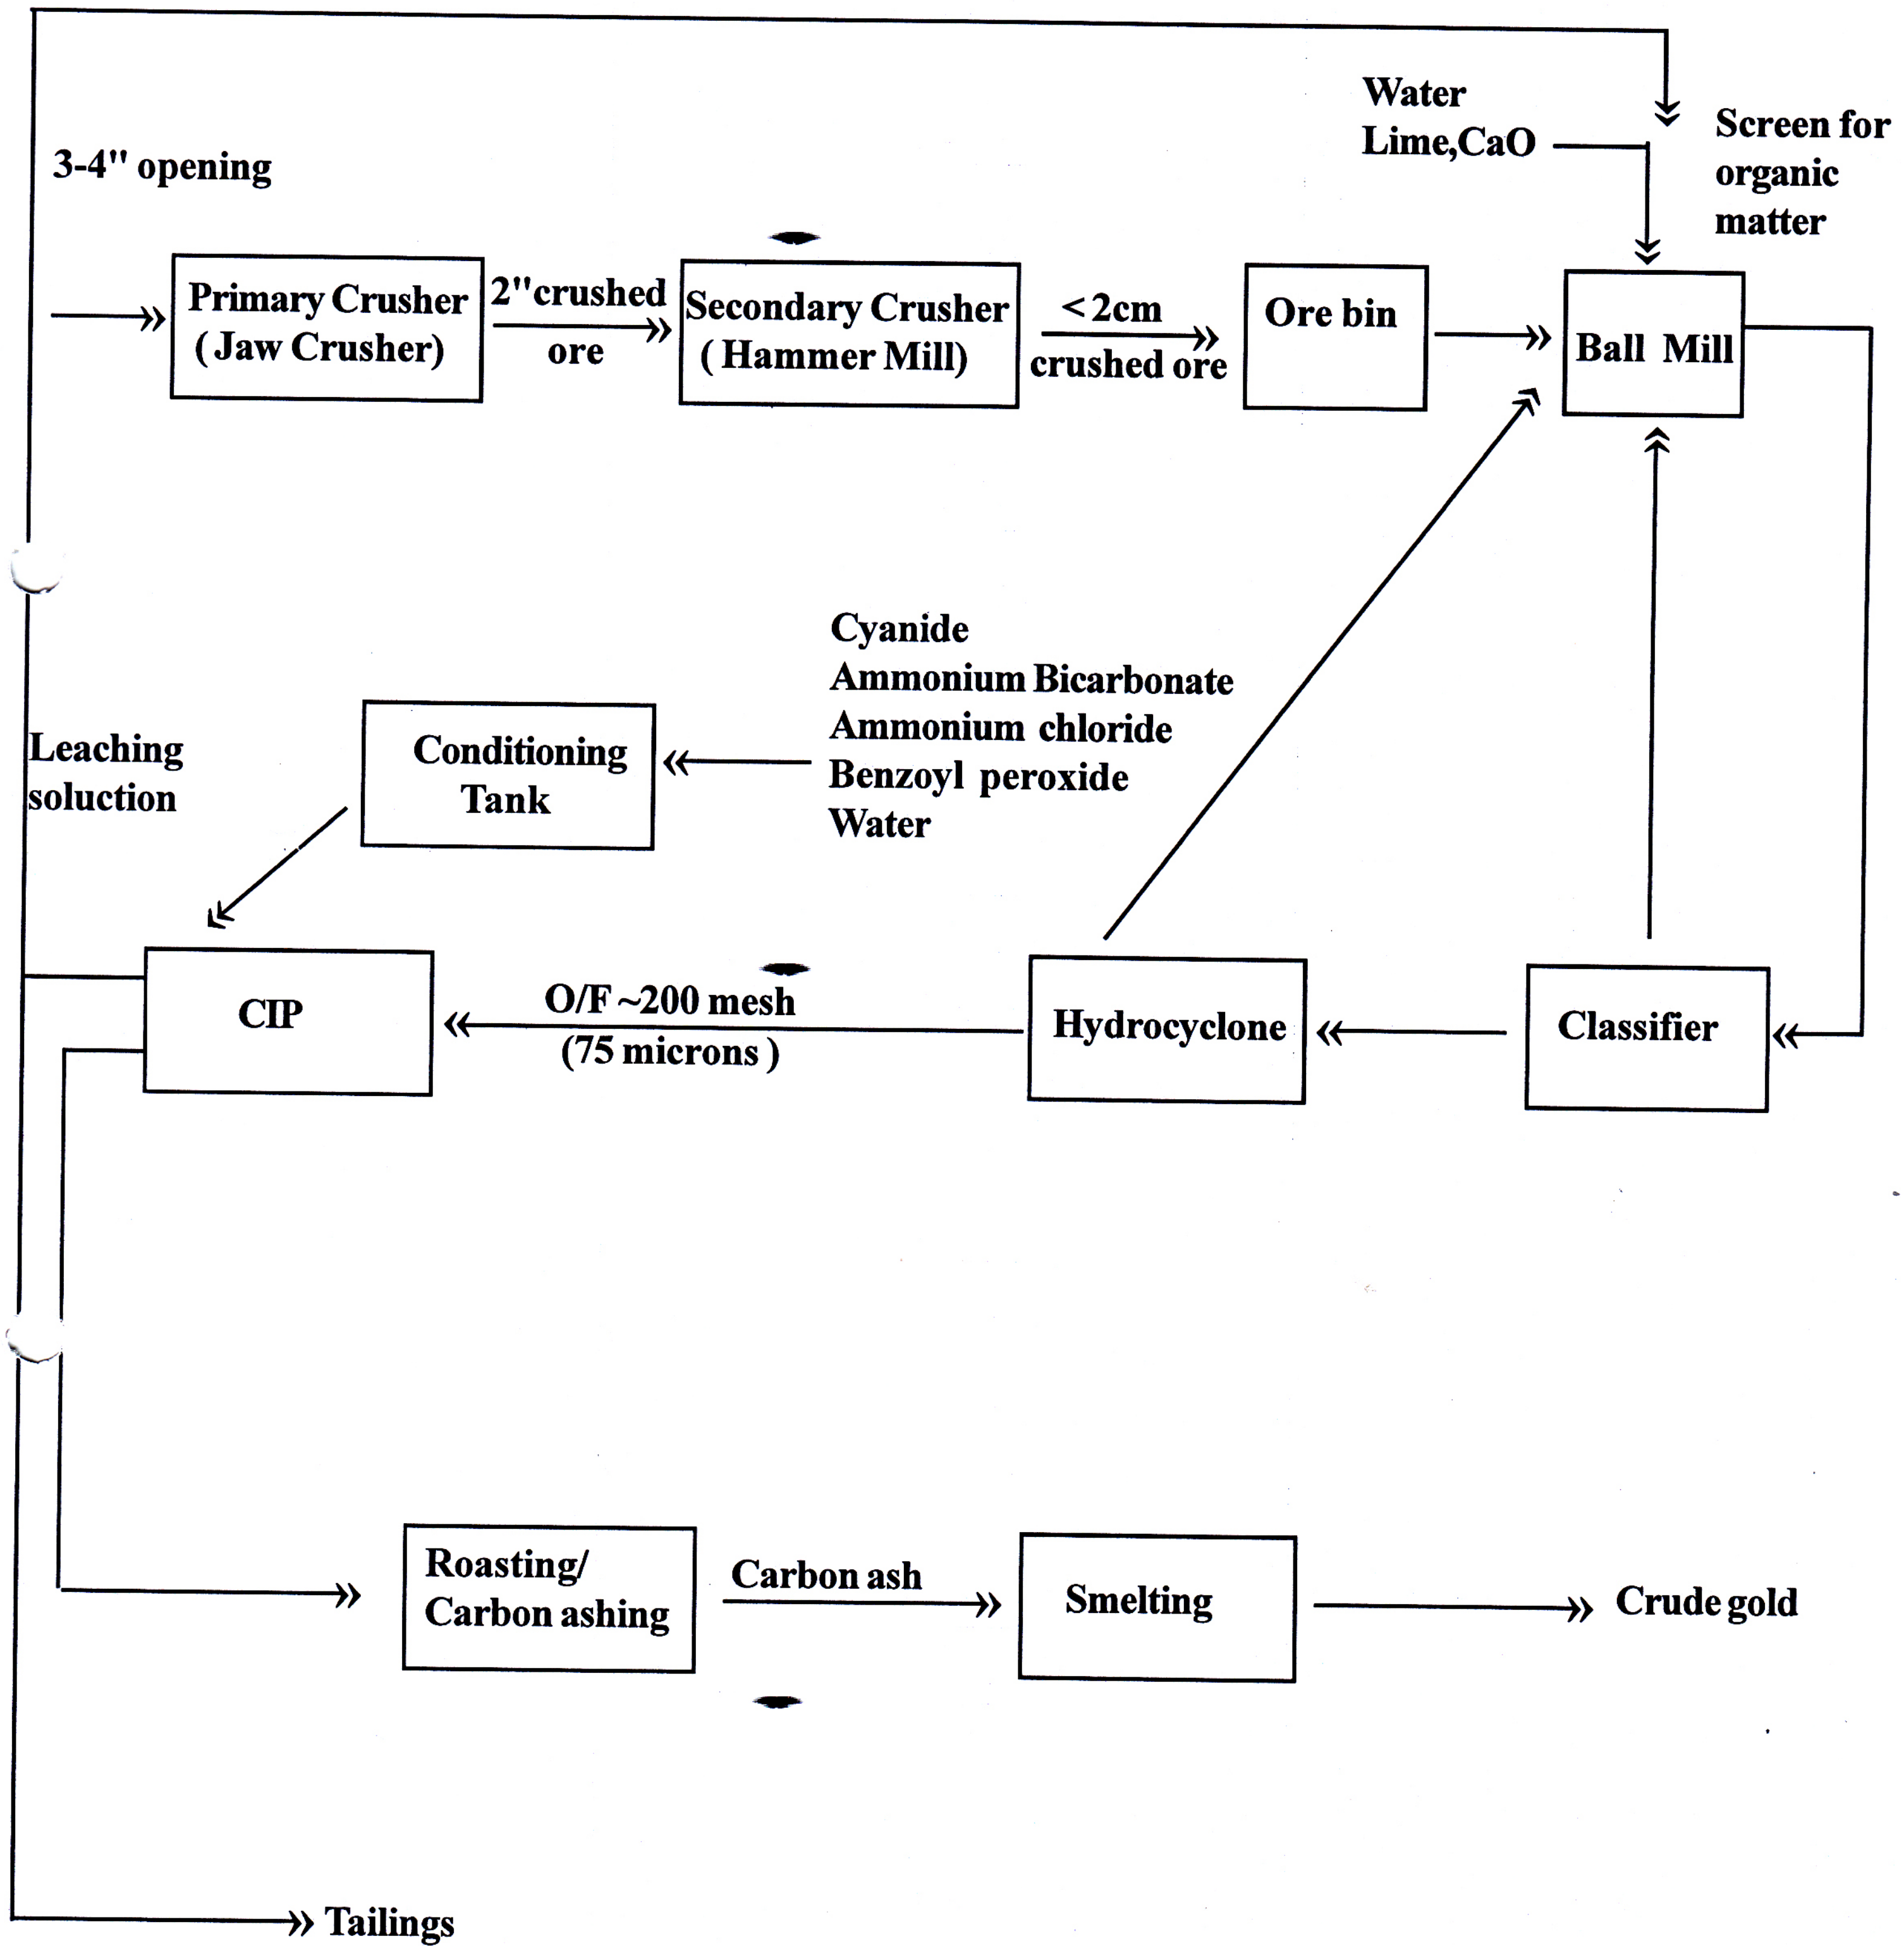 Water
Lime,CaO
Screen for
organic
matter
3-4" opening
Primary Crusher
( Jaw Crusher)
2"crushed
ore
Secondary Crusher
( Hammer Mill)
<2cm
crushed ore
Ore bin
Ball Mill
Cyanide
Ammonium Bicarbonate
Ammonium chloride
Benzoyl peroxide
Water
Conditioning
Tank
Leaching
soluction
CIP
O/F ~200 mesh
(75 microns )
Hydrocyclone
Classifier
Roasting/
Carbon ashing
Carbon ash
Smelting
Crude gold
Tailings